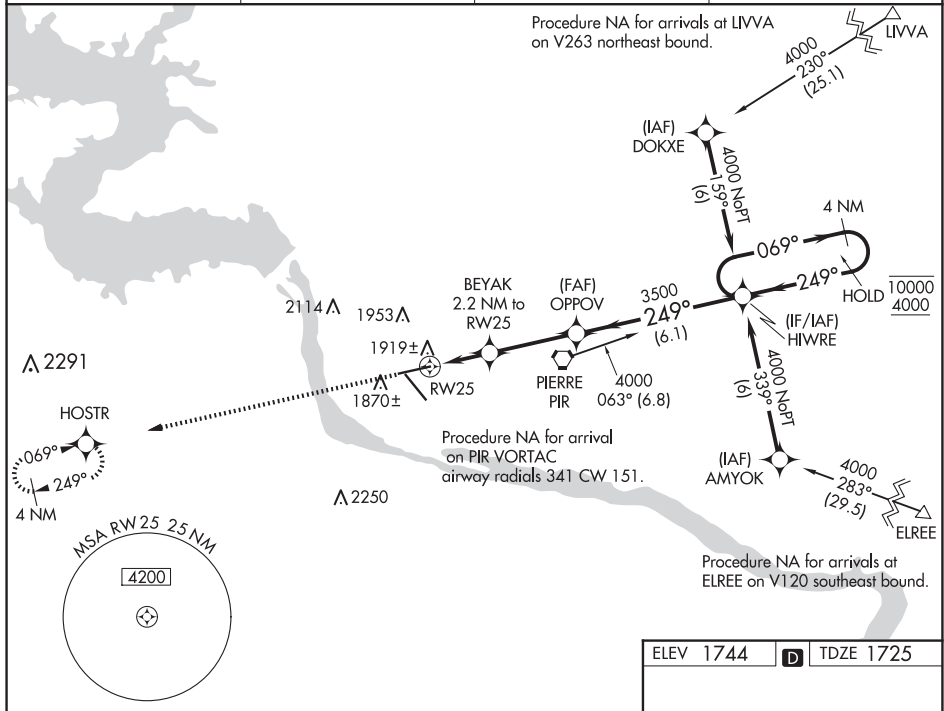 Procedure NA for arrivals at LIVVA
on V263 northeast bound.
LIVVA
4000
230°
(25.1)
(IAF)
DOKXE
4000 NoPT
159°
(6)
4 NM
069°
249°
HOLD
10000
4000
(IF/IAF)
HIWRE
3500
249°
(6.1)
(FAF)
OPPOV
BEYAK
2.2 NM to
RW25
2114
1953
1919±
RW25
1870±
2291
PIERRE
PIR
4000
063° (6.8)
4000 NoPT
339°
(6)
HOSTR
069°
249°
4 NM
Procedure NA for arrival
on PIR VORTAC
airway radials 341 CW 151.
(IAF)
AMYOK
4000
283°
(29.5)
ELREE
2250
MSA RW25 25 NM
4200
Procedure NA for arrivals at
ELREE on V120 southeast bound.
ELEV 1744 D TDZE 1725